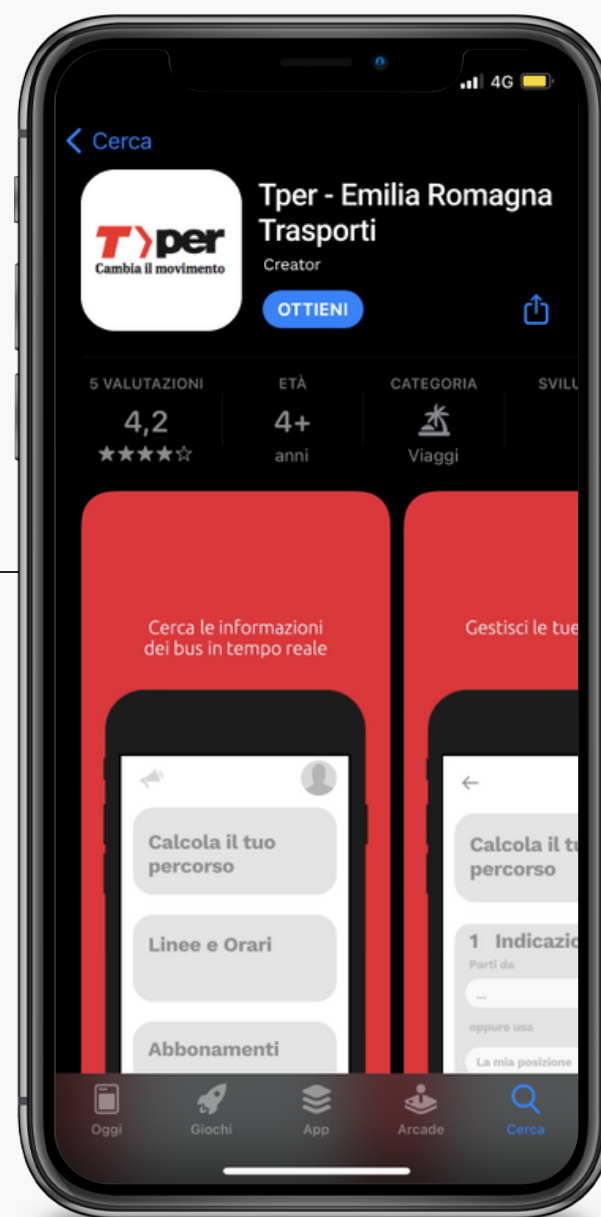 4G
Cerca
T>per
Cambia il movimento
Tper - Emilia Romagna
Trasporti
Creator
OTTIENI
5 VALUTAZIONI
4,2
★★★★☆
ETÀ
4+
anni
CATEGORIA
Viaggi
SVILU
Cerca le informazioni
dei bus in tempo reale
Calcola il tuo
percorso
Linee e Orari
Abbonamenti
Gestisci le tue
Calcola il tu
percorso
1 Indicazio
Parti da
...
oppure usa
La mia posizione
Oggi
Giochi
App
Arcade
Cerca